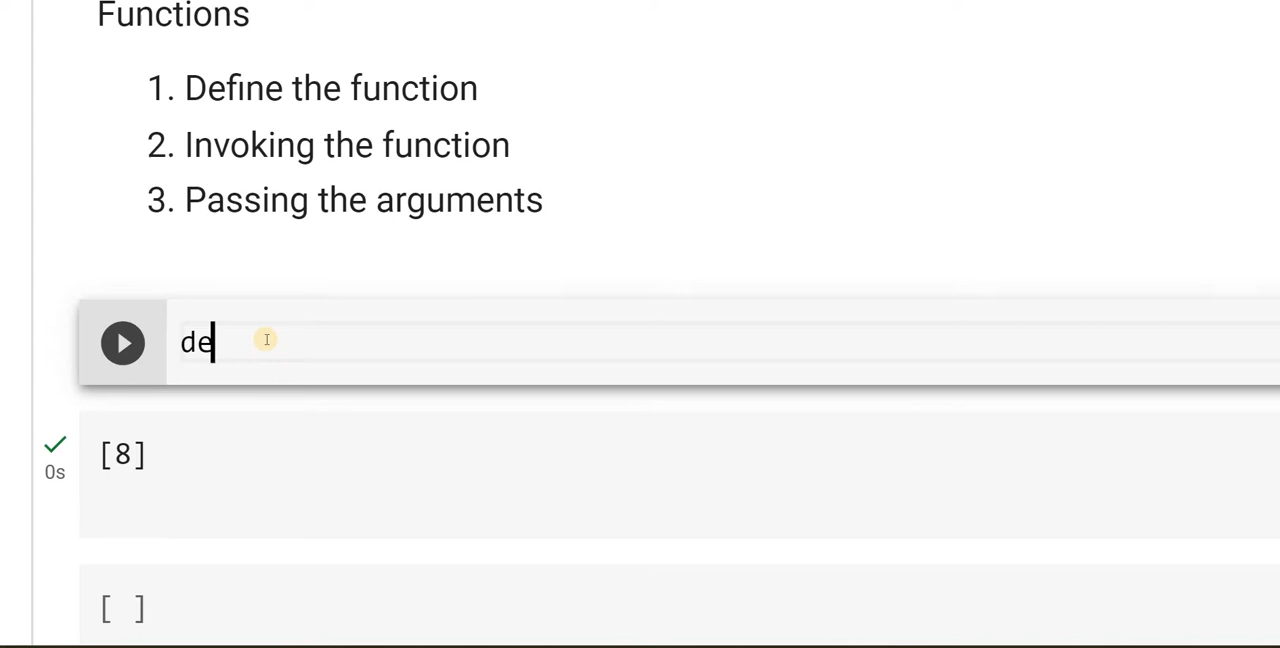 Functions
1. Define the function
2. Invoking the function
3. Passing the arguments
de
[8]
0s
[ ]